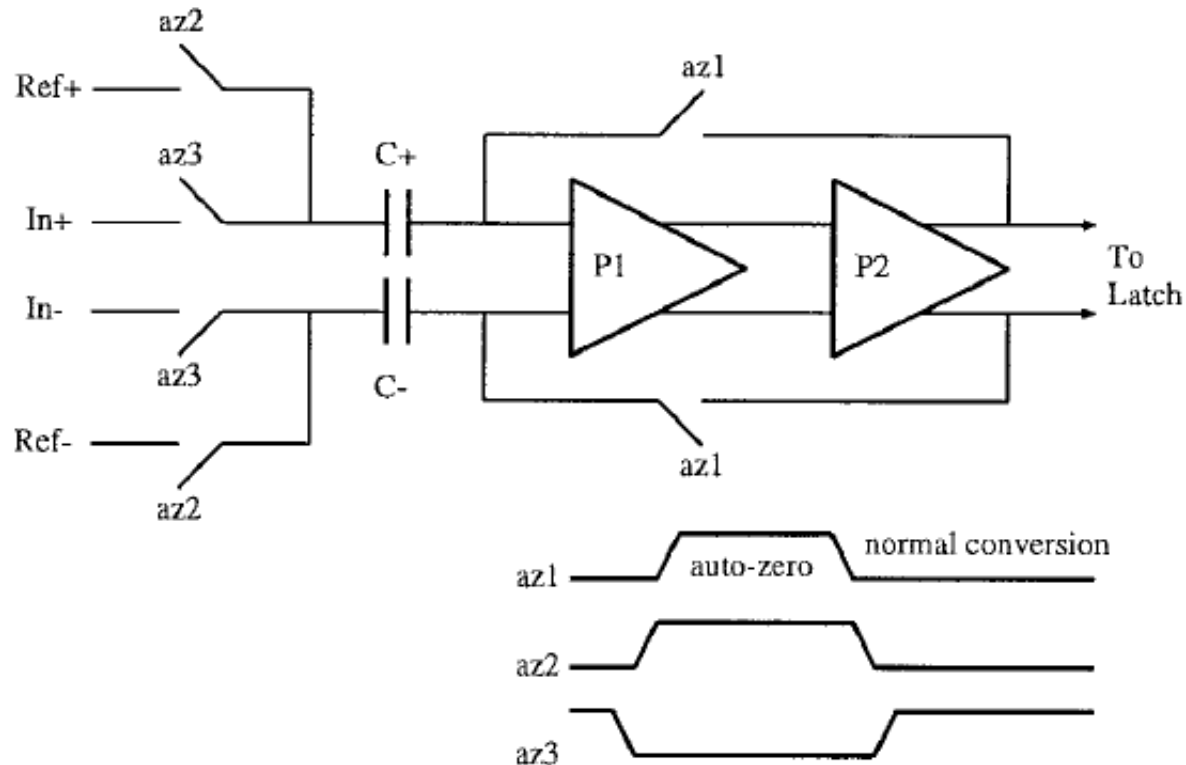 az2
Ref+
az1
az3
C+
In+
P1
P2
To
Latch
In-
az3
C-
Ref-
az1
az2
normal conversion
auto-zero
az1
az2
az3